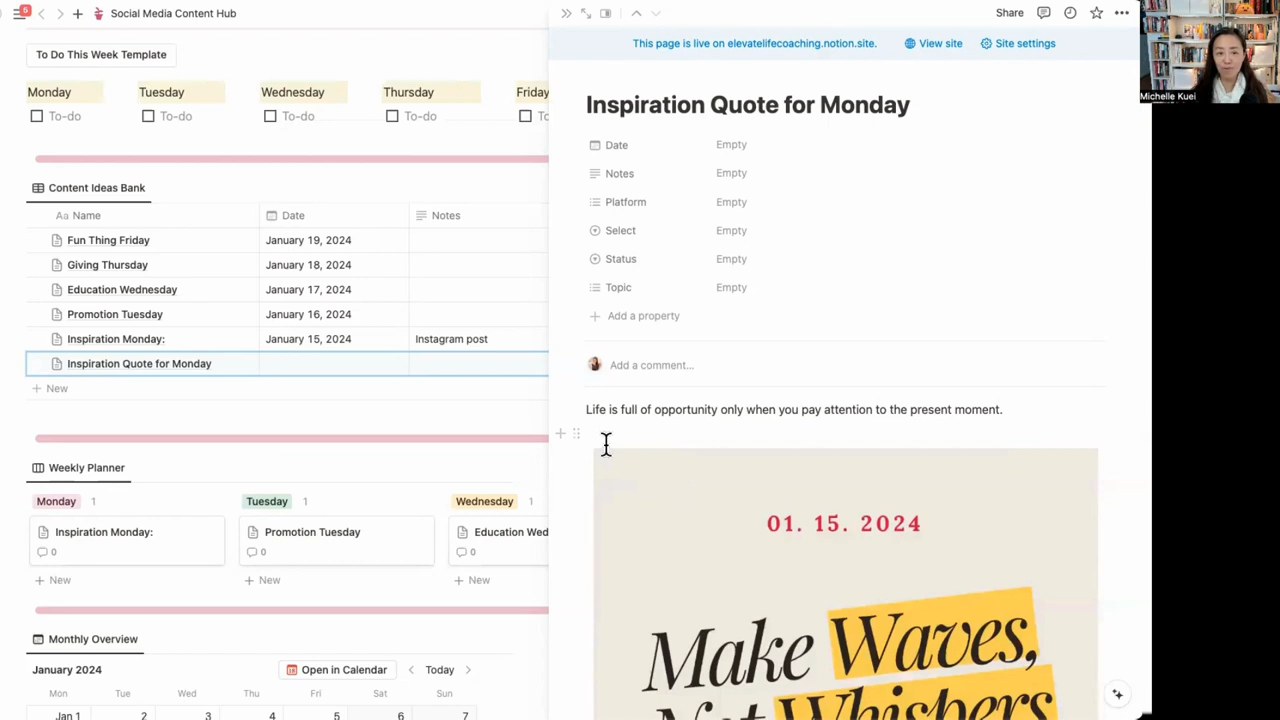 6
Social Media Content Hub
Share
Michelle Kuei
This page is live on elevatelifecoaching.notion.site.
View site
Site settings
To Do This Week Template
Monday
Tuesday
Wednesday
Thursday
Friday
To-do
To-do
To-do
To-do
To
Content Ideas Bank
Aa Name
Date
Notes
Fun Thing Friday
January 19, 2024
Giving Thursday
January 18, 2024
Education Wednesday
January 17, 2024
Promotion Tuesday
January 16, 2024
Inspiration Monday:
January 15, 2024
Instagram post
Inspiration Quote for Monday
New
Weekly Planner
Monday 1
Tuesday 1
Wednesday 1
Inspiration Monday:
Promotion Tuesday
Education Wed
0
0
0
New
New
New
Monthly Overview
January 2024
Open in Calendar
Today
Mon Tue Wed Thu Fri Sat Sun
Jan 1 2 3 4 5 6 7
Inspiration Quote for Monday
Date Empty
Notes Empty
Platform Empty
Select Empty
Status Empty
Topic Empty
Add a property
Add a comment...
Life is full of opportunity only when you pay attention to the present moment.
01. 15. 2024
Make Waves,
Not Whispers